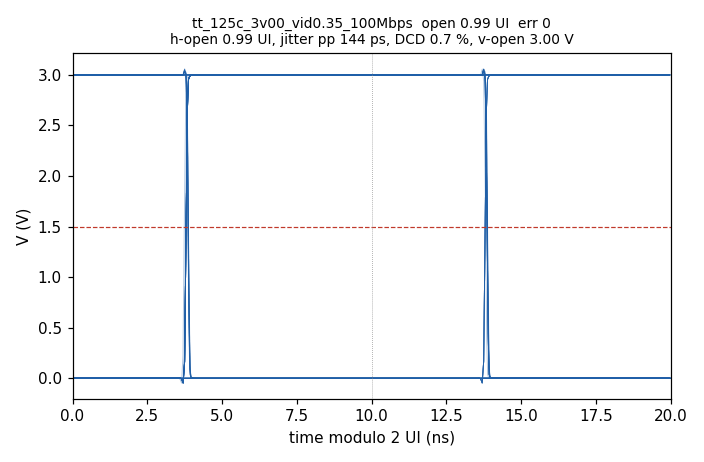 tt_125c_3v00_vid0.35_100Mbps  open 0.99 UI  err 0
h-open 0.99 UI, jitter pp 144 ps, DCD 0.7 %, v-open 3.00 V
3.0
2.5
2.0
1.5
1.0
0.5
0.0
V (V)
0.0 2.5 5.0 7.5 10.0 12.5 15.0 17.5 20.0
time modulo 2 UI (ns)